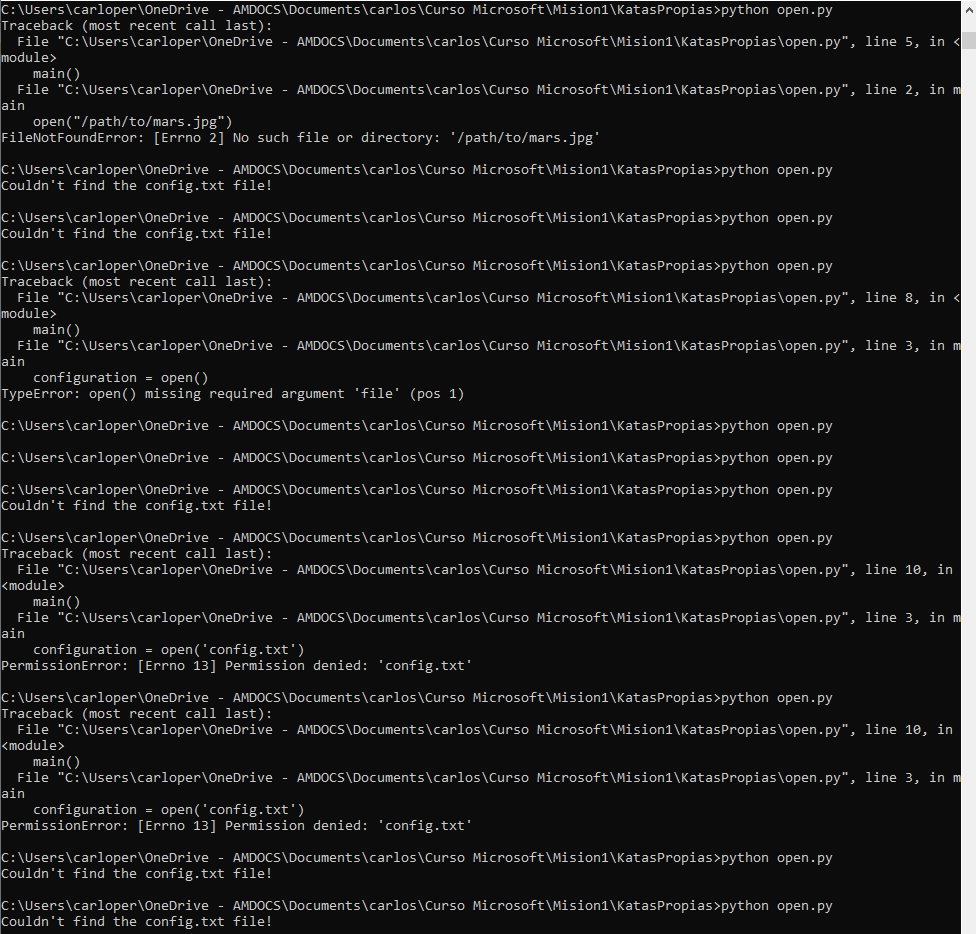 C:\Users\carloper\OneDrive - AMDOCS\Documents\carlos\Curso Microsoft\Mision1\KatasPropias>python open.py
Traceback (most recent call last):
  File "C:\Users\carloper\OneDrive - AMDOCS\Documents\carlos\Curso Microsoft\Mision1\KatasPropias\open.py", line 5, in <
module>
    main()
  File "C:\Users\carloper\OneDrive - AMDOCS\Documents\carlos\Curso Microsoft\Mision1\KatasPropias\open.py", line 2, in m
ain
    open("/path/to/mars.jpg")
FileNotFoundError: [Errno 2] No such file or directory: '/path/to/mars.jpg'

C:\Users\carloper\OneDrive - AMDOCS\Documents\carlos\Curso Microsoft\Mision1\KatasPropias>python open.py
Couldn't find the config.txt file!

C:\Users\carloper\OneDrive - AMDOCS\Documents\carlos\Curso Microsoft\Mision1\KatasPropias>python open.py
Couldn't find the config.txt file!

C:\Users\carloper\OneDrive - AMDOCS\Documents\carlos\Curso Microsoft\Mision1\KatasPropias>python open.py
Traceback (most recent call last):
  File "C:\Users\carloper\OneDrive - AMDOCS\Documents\carlos\Curso Microsoft\Mision1\KatasPropias\open.py", line 8, in <
module>
    main()
  File "C:\Users\carloper\OneDrive - AMDOCS\Documents\carlos\Curso Microsoft\Mision1\KatasPropias\open.py", line 3, in m
ain
    configuration = open()
TypeError: open() missing required argument 'file' (pos 1)

C:\Users\carloper\OneDrive - AMDOCS\Documents\carlos\Curso Microsoft\Mision1\KatasPropias>python open.py

C:\Users\carloper\OneDrive - AMDOCS\Documents\carlos\Curso Microsoft\Mision1\KatasPropias>python open.py

C:\Users\carloper\OneDrive - AMDOCS\Documents\carlos\Curso Microsoft\Mision1\KatasPropias>python open.py
Couldn't find the config.txt file!

C:\Users\carloper\OneDrive - AMDOCS\Documents\carlos\Curso Microsoft\Mision1\KatasPropias>python open.py
Traceback (most recent call last):
  File "C:\Users\carloper\OneDrive - AMDOCS\Documents\carlos\Curso Microsoft\Mision1\KatasPropias\open.py", line 10, in
<module>
    main()
  File "C:\Users\carloper\OneDrive - AMDOCS\Documents\carlos\Curso Microsoft\Mision1\KatasPropias\open.py", line 3, in m
ain
    configuration = open('config.txt')
PermissionError: [Errno 13] Permission denied: 'config.txt'

C:\Users\carloper\OneDrive - AMDOCS\Documents\carlos\Curso Microsoft\Mision1\KatasPropias>python open.py
Traceback (most recent call last):
  File "C:\Users\carloper\OneDrive - AMDOCS\Documents\carlos\Curso Microsoft\Mision1\KatasPropias\open.py", line 10, in
<module>
    main()
  File "C:\Users\carloper\OneDrive - AMDOCS\Documents\carlos\Curso Microsoft\Mision1\KatasPropias\open.py", line 3, in m
ain
    configuration = open('config.txt')
PermissionError: [Errno 13] Permission denied: 'config.txt'

C:\Users\carloper\OneDrive - AMDOCS\Documents\carlos\Curso Microsoft\Mision1\KatasPropias>python open.py
Couldn't find the config.txt file!

C:\Users\carloper\OneDrive - AMDOCS\Documents\carlos\Curso Microsoft\Mision1\KatasPropias>python open.py
Couldn't find the config.txt file!